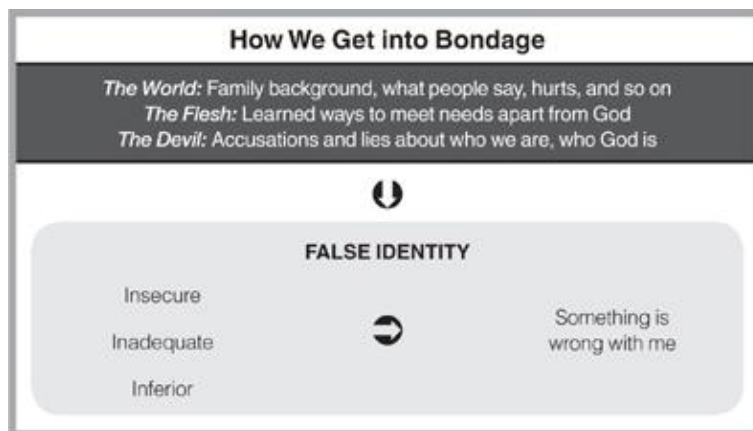 How We Get into Bondage
The World: Family background, what people say, hurts, and so on
The Flesh: Learned ways to meet needs apart from God
The Devil: Accusations and lies about who we are, who God is
FALSE IDENTITY
Insecure
Inadequate
Inferior
Something is
wrong with me